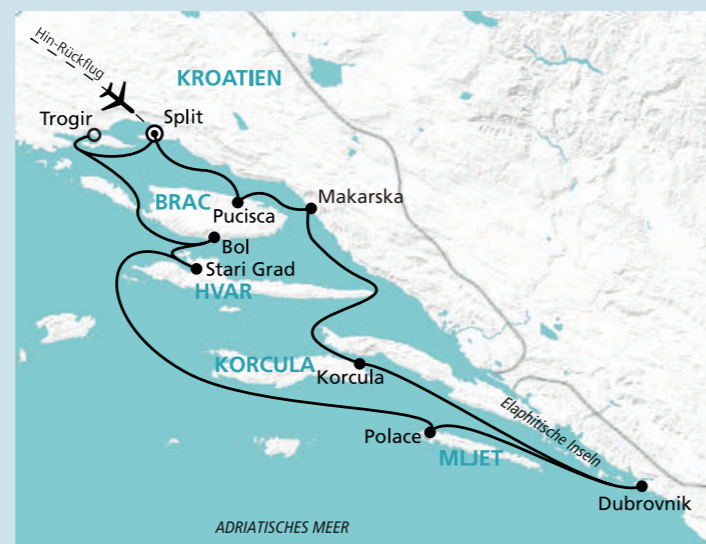 Hin-Rückflug
KROATIEN
Trogir
Split
BRAC
Pucisca
Makarska
Bol
Stari Grad
HVAR
KORCULA
Korcula
Elaphitische Inseln
Polace
MLJET
Dubrovnik
ADRIATISCHES MEER